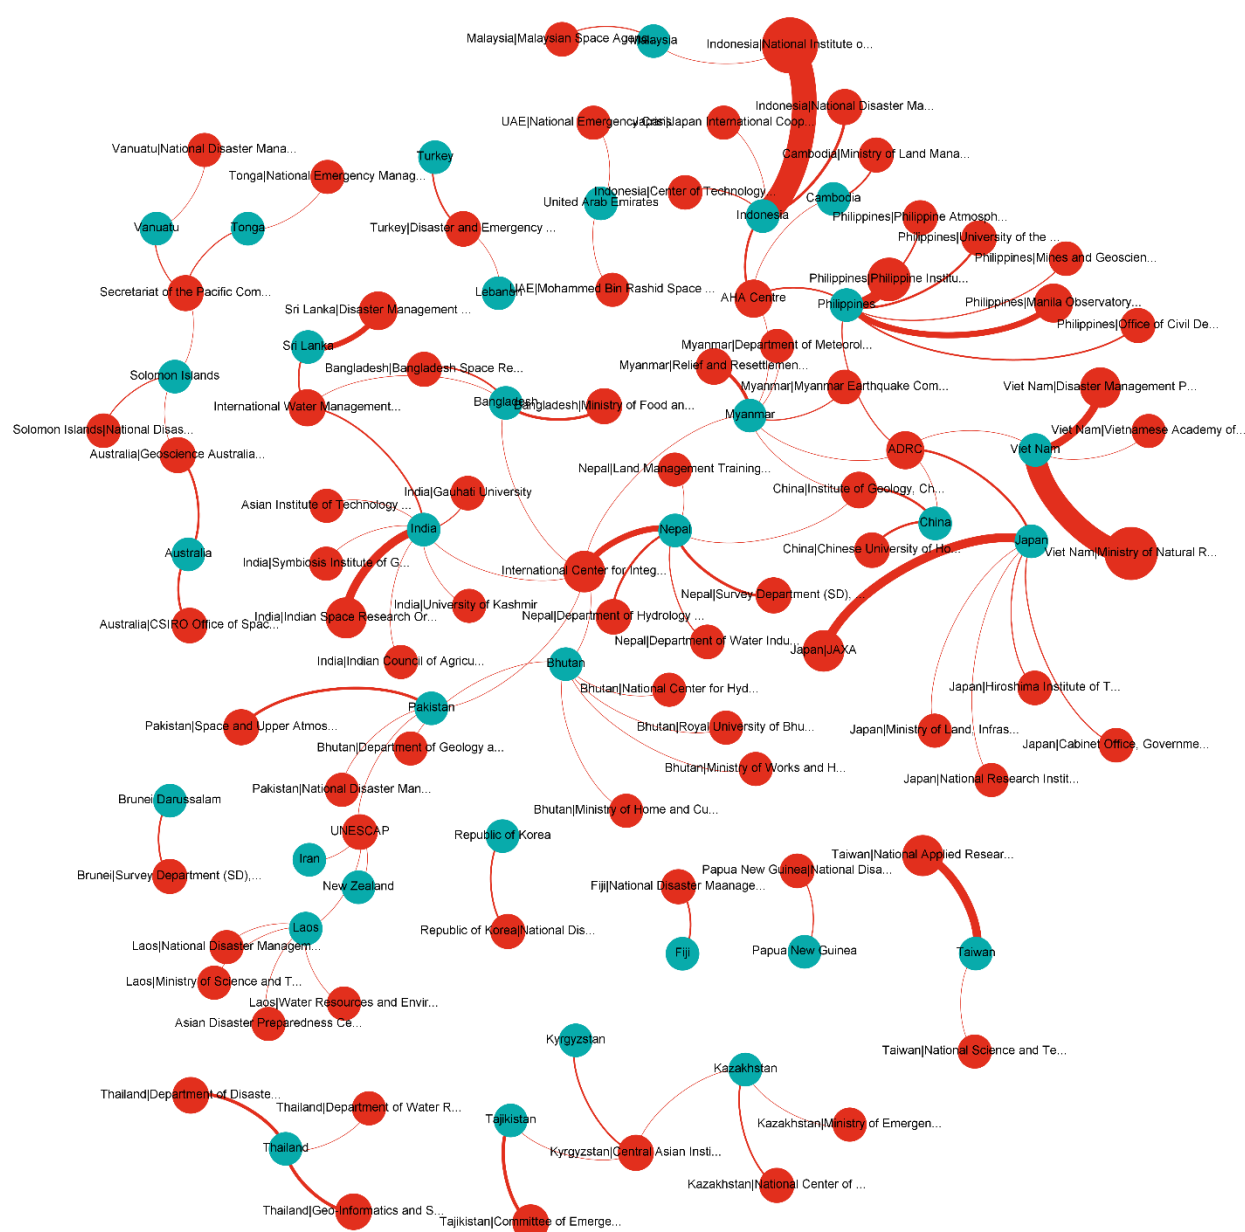 Malaysia|Malaysian Space Agenc...
Malaysia
Indonesia|National Institute o...
Indonesia|National Disaster Ma...
UAE|National Emergency Crisis
Japan|Japan International Coop...
Vanuatu|National Disaster Mana...
Turkey
Cambodia|Ministry of Land Mana...
Tonga|National Emergency Manag...
Indonesia|Center of Technology...
Cambodia
United Arab Emirates
Indonesia
Philippines|Philippine Atmosph...
Vanuatu
Tonga
Turkey|Disaster and Emergency ...
Philippines|University of the ...
Philippines|Mines and Geoscien...
Philippines|Philippine Institu...
Secretariat of the Pacific Com...
Lebanon
UAE|Mohammed Bin Rashid Space ...
AHA Centre
Philippines
Philippines|Manila Observatory...
Sri Lanka|Disaster Management ...
Philippines|Office of Civil De...
Sri Lanka
Myanmar|Department of Meteorol...
Bangladesh|Bangladesh Space Re...
Myanmar|Relief and Resettlemen...
Solomon Islands
Myanmar|Myanmar Earthquake Com...
Viet Nam|Disaster Management P...
International Water Management...
Bangladesh
Bangladesh|Ministry of Food an...
Myanmar
Solomon Islands|National Disas...
Viet Nam|Vietnamese Academy of...
Australia|Geoscience Australia...
ADRC
Viet Nam
Nepal|Land Management Training...
India|Gauhati University
China|Institute of Geology, Ch...
Asian Institute of Technology ...
India
Nepal
China
Japan
Australia
China|Chinese University of Ho...
Viet Nam|Ministry of Natural R...
India|Symbiosis Institute of G...
International Center for Integ...
Nepal|Survey Department (SD), ...
India|University of Kashmir
India|Indian Space Research Or...
Nepal|Department of Hydrology ...
Australia|CSIRO Office of Spac...
Nepal|Department of Water Indu...
Japan|JAXA
India|Indian Council of Agricu...
Bhutan
Bhutan|National Center for Hyd...
Japan|Hiroshima Institute of T...
Pakistan
Pakistan|Space and Upper Atmos...
Bhutan|Royal University of Bhu...
Japan|Ministry of Land, Infras...
Bhutan|Department of Geology a...
Japan|Cabinet Office, Governme...
Bhutan|Ministry of Works and H...
Japan|National Research Instit...
Pakistan|National Disaster Man...
Brunei Darussalam
Bhutan|Ministry of Home and Cu...
UNESCAP
Republic of Korea
Iran
Taiwan|National Applied Resear...
Brunei|Survey Department (SD),...
Papua New Guinea|National Disa...
New Zealand
Fiji|National Disaster Maanage...
Laos
Republic of Korea|National Dis...
Laos|National Disaster Managem...
Fiji
Papua New Guinea
Taiwan
Laos|Ministry of Science and T...
Laos|Water Resources and Envir...
Asian Disaster Preparedness Ce...
Kyrgyzstan
Taiwan|National Science and Te...
Kazakhstan
Thailand|Department of Disaste...
Thailand|Department of Water R...
Tajikistan
Kazakhstan|Ministry of Emergen...
Thailand
Kyrgyzstan|Central Asian Insti...
Kazakhstan|National Center of ...
Thailand|Geo-Informatics and S...
Tajikistan|Committee of Emerge...